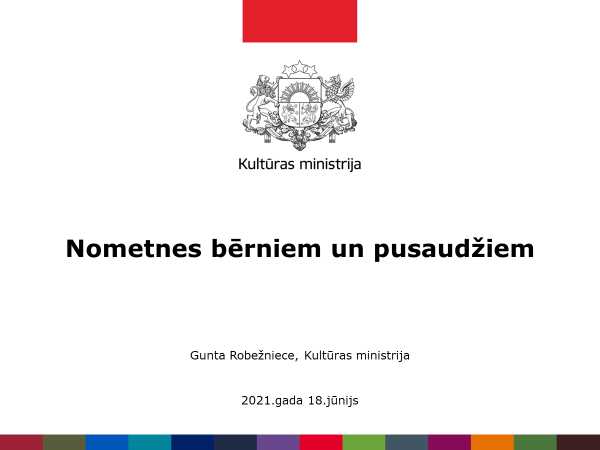 Kultūras ministrija
Nometnes bērniem un pusaudžiem
Gunta Robežniece, Kultūras ministrija
2021.gada 18.jūnijs